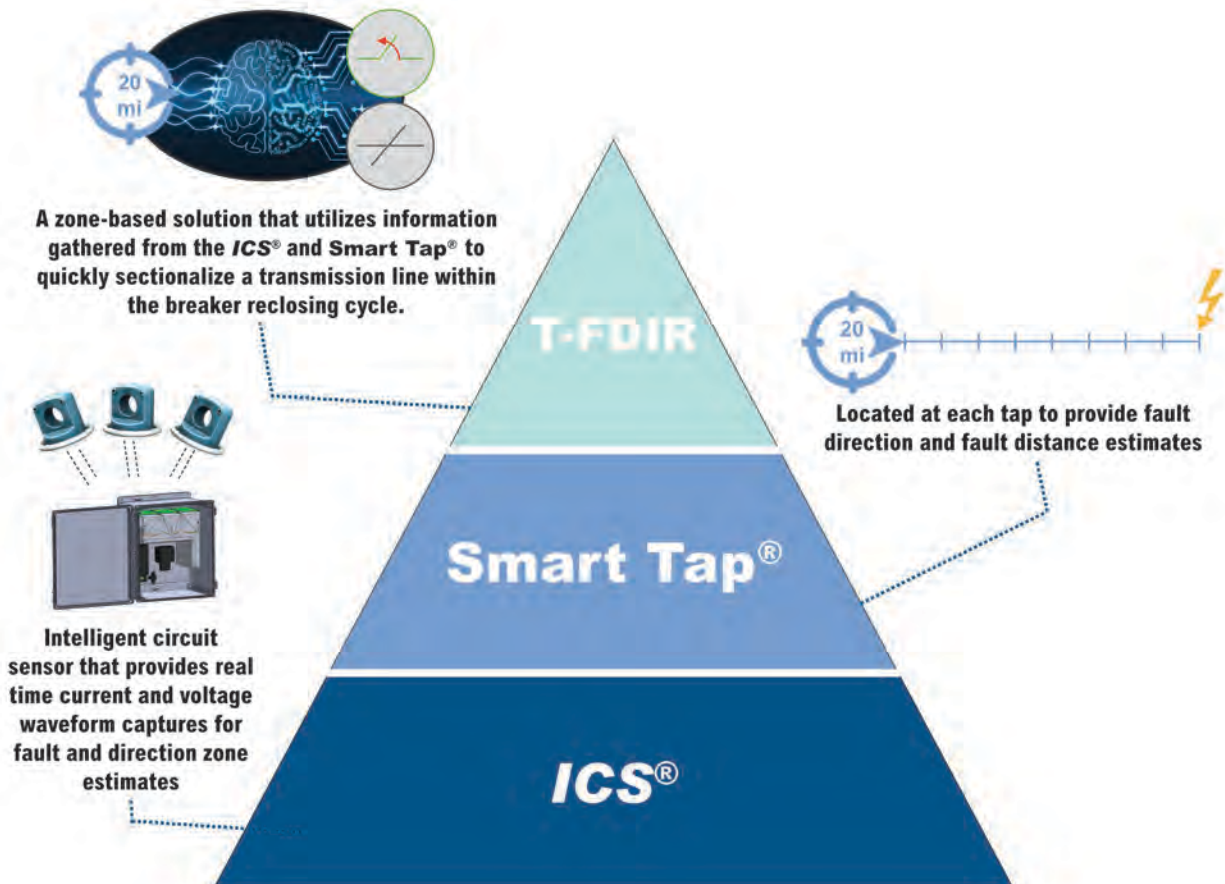 20
mi
A zone-based solution that utilizes information
gathered from the ICS® and Smart Tap® to
quickly sectionalize a transmission line within
the breaker reclosing cycle.
T-FDIR
20
mi
Located at each tap to provide fault
direction and fault distance estimates
Smart Tap®
Intelligent circuit
sensor that provides real
time current and voltage
waveform captures for
fault and direction zone
estimates
ICS®